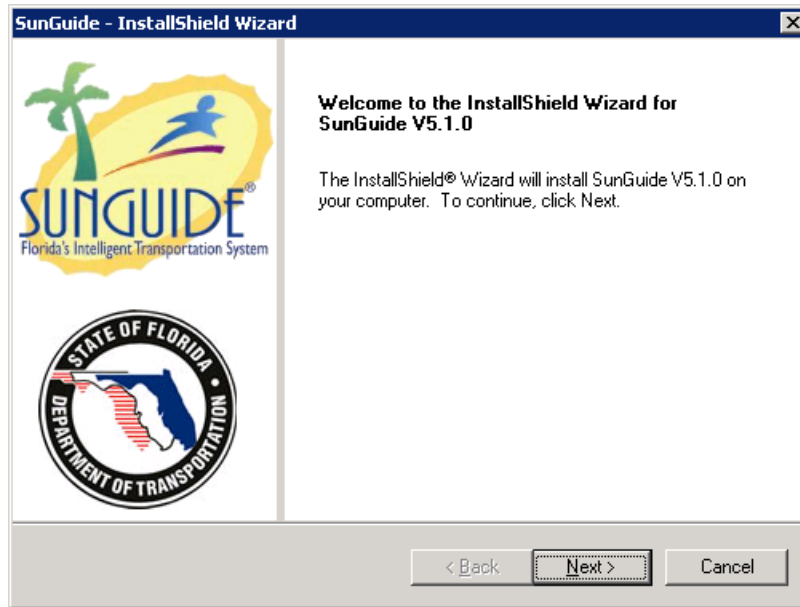 SunGuide - InstallShield Wizard
SUNGUIDE®
Florida's Intelligent Transportation System
STATE OF FLORIDA
DEPARTMENT OF TRANSPORTATION
Welcome to the InstallShield Wizard for
SunGuide V5.1.0
The InstallShield® Wizard will install SunGuide V5.1.0 on
your computer. To continue, click Next.
< Back
Next >
Cancel